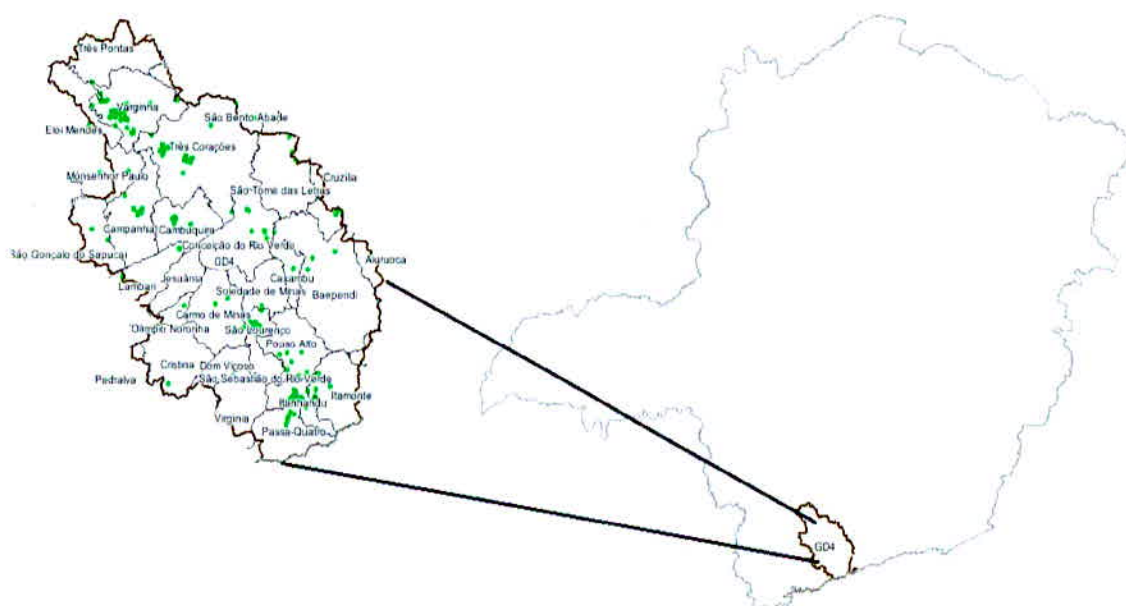 Três Pontas
Varginha
São Bento Abade
Elói Mendes
Três Corações
Monsenhor Paulo
Cruzília
São Tomé das Letras
Campanha
Cambuquira
Conceição do Rio Verde
São Gonçalo do Sapucaí
GD4
Aiuruoca
Jesuânia
Caxambu
Lambari
Soledade de Minas
Baependi
Carmo de Minas
Olímpio Noronha
São Lourenço
Pouso Alto
Cristina
Dom Viçoso
Pedralva
São Sebastião do Rio Verde
Itamonte
Itanhandu
Virgínia
Passa-Quatro
GD4